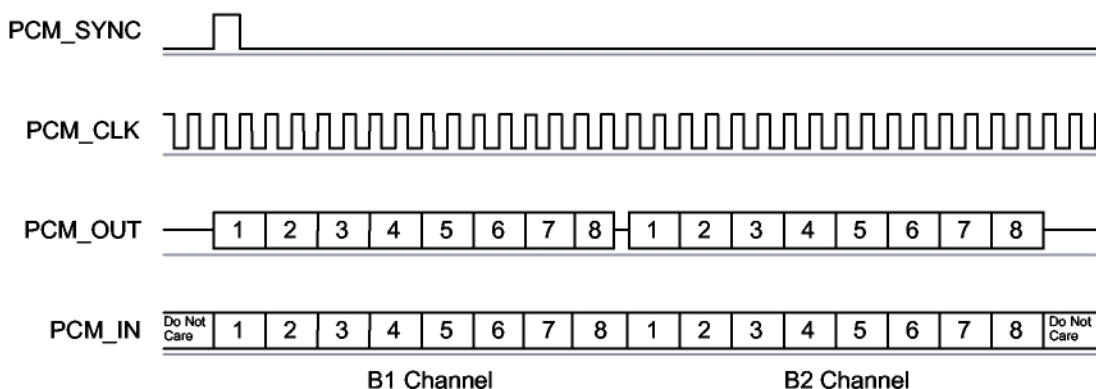 PCM_SYNC
PCM_CLK
PCM_OUT 1 2 3 4 5 6 7 8 1 2 3 4 5 6 7 8
PCM_IN Do Not Care 1 2 3 4 5 6 7 8 1 2 3 4 5 6 7 8 Do Not Care
B1 Channel B2 Channel